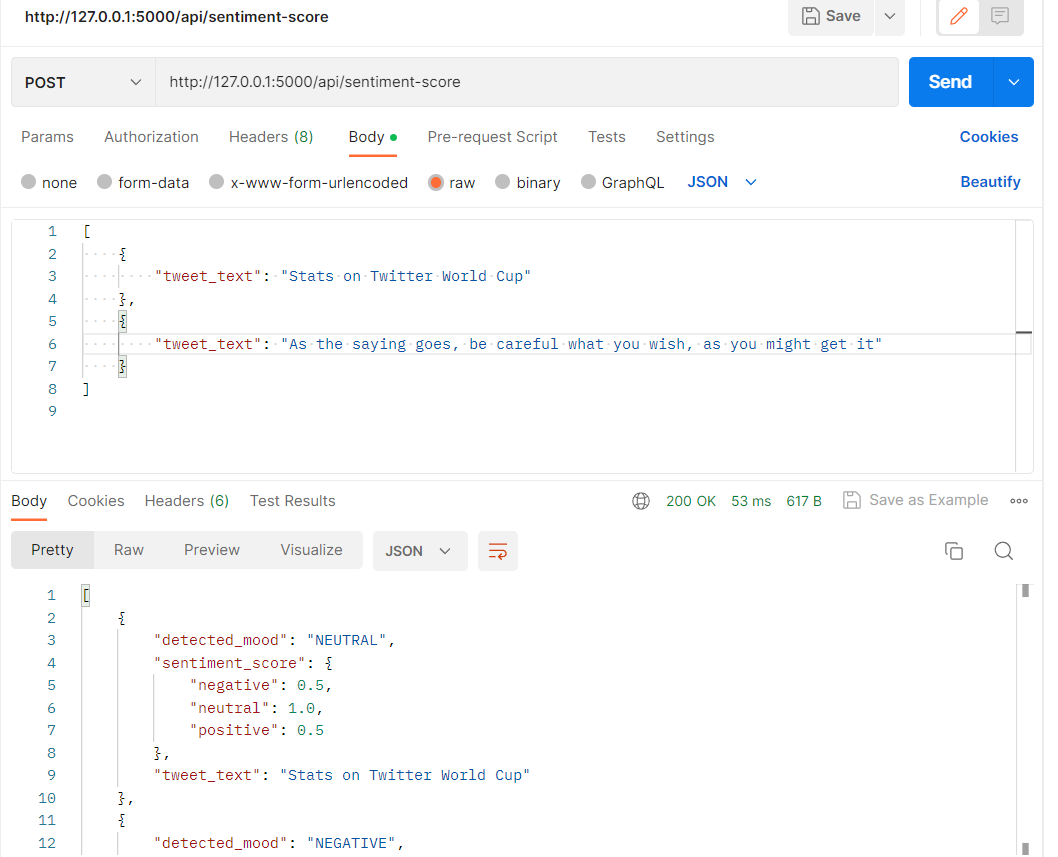 http://127.0.0.1:5000/api/sentiment-score Save
POST http://127.0.0.1:5000/api/sentiment-score Send
Params Authorization Headers (8) Body Pre-request Script Tests Settings Cookies
none form-data x-www-form-urlencoded raw binary GraphQL JSON Beautify
1 [
2 {
3 "tweet_text": "Stats on Twitter World Cup"
4 },
5 {
6 "tweet_text": "As the saying goes, be careful what you wish, as you might get it"
7 }
8 ]
9
Body Cookies Headers (6) Test Results 200 OK 53 ms 617 B Save as Example
Pretty Raw Preview Visualize JSON
1 [
2 {
3 "detected_mood": "NEUTRAL",
4 "sentiment_score": {
5 "negative": 0.5,
6 "neutral": 1.0,
7 "positive": 0.5
8 },
9 "tweet_text": "Stats on Twitter World Cup"
10 },
11 {
12 "detected_mood": "NEGATIVE",